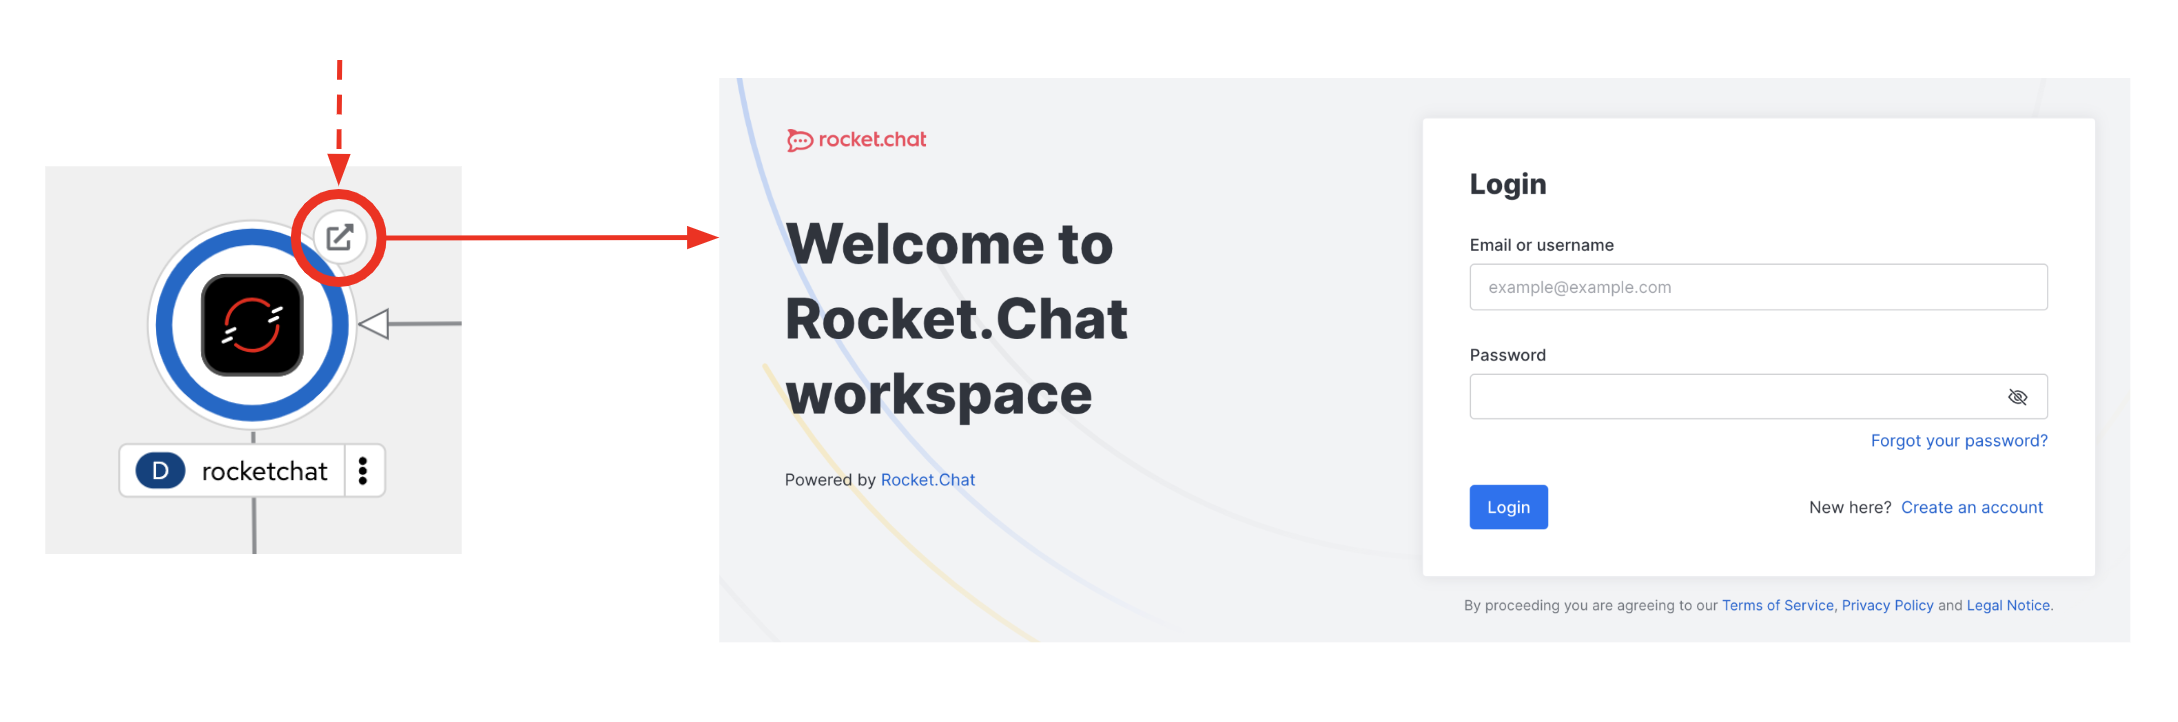 D rocketchat
rocket.chat
Welcome to
Rocket.Chat
workspace
Powered by Rocket.Chat
Login
Email or username
example@example.com
Password
Forgot your password?
Login
New here? Create an account
By proceeding you are agreeing to our Terms of Service, Privacy Policy and Legal Notice.